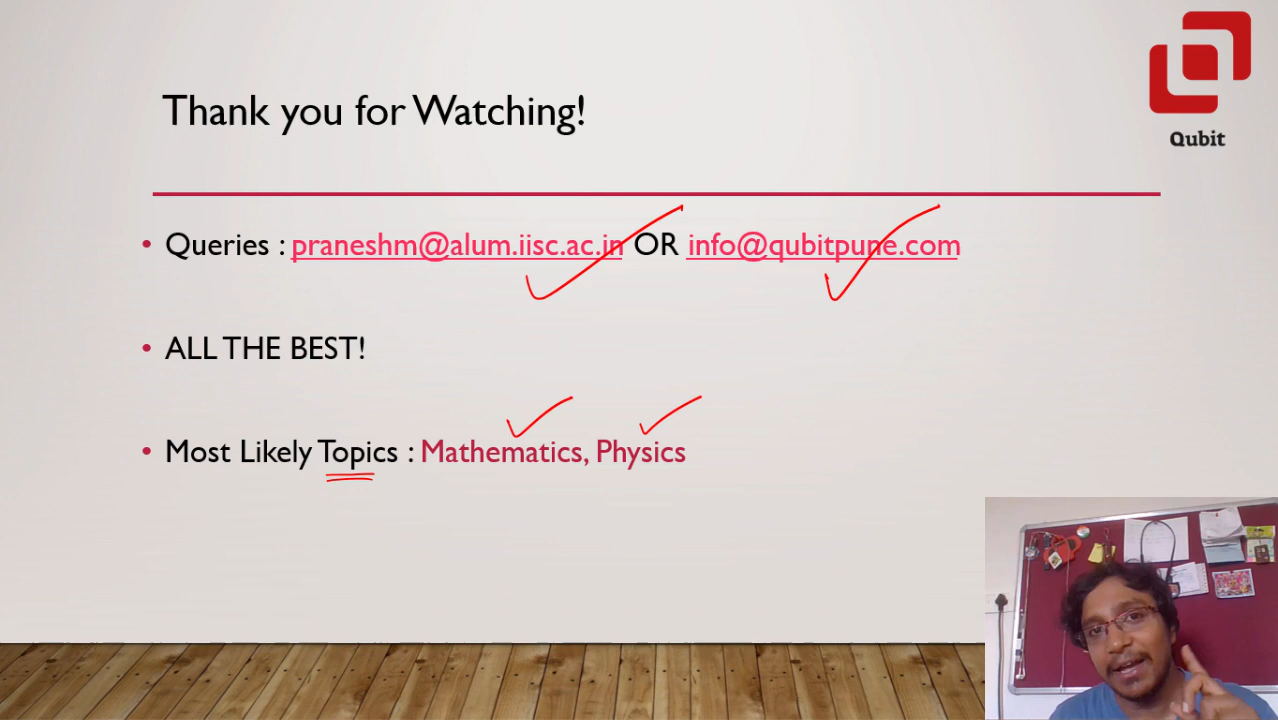 Qubit
Thank you for Watching!
• Queries : praneshm@alum.iisc.ac.in OR info@qubitpune.com
• ALL THE BEST!
• Most Likely Topics : Mathematics, Physics